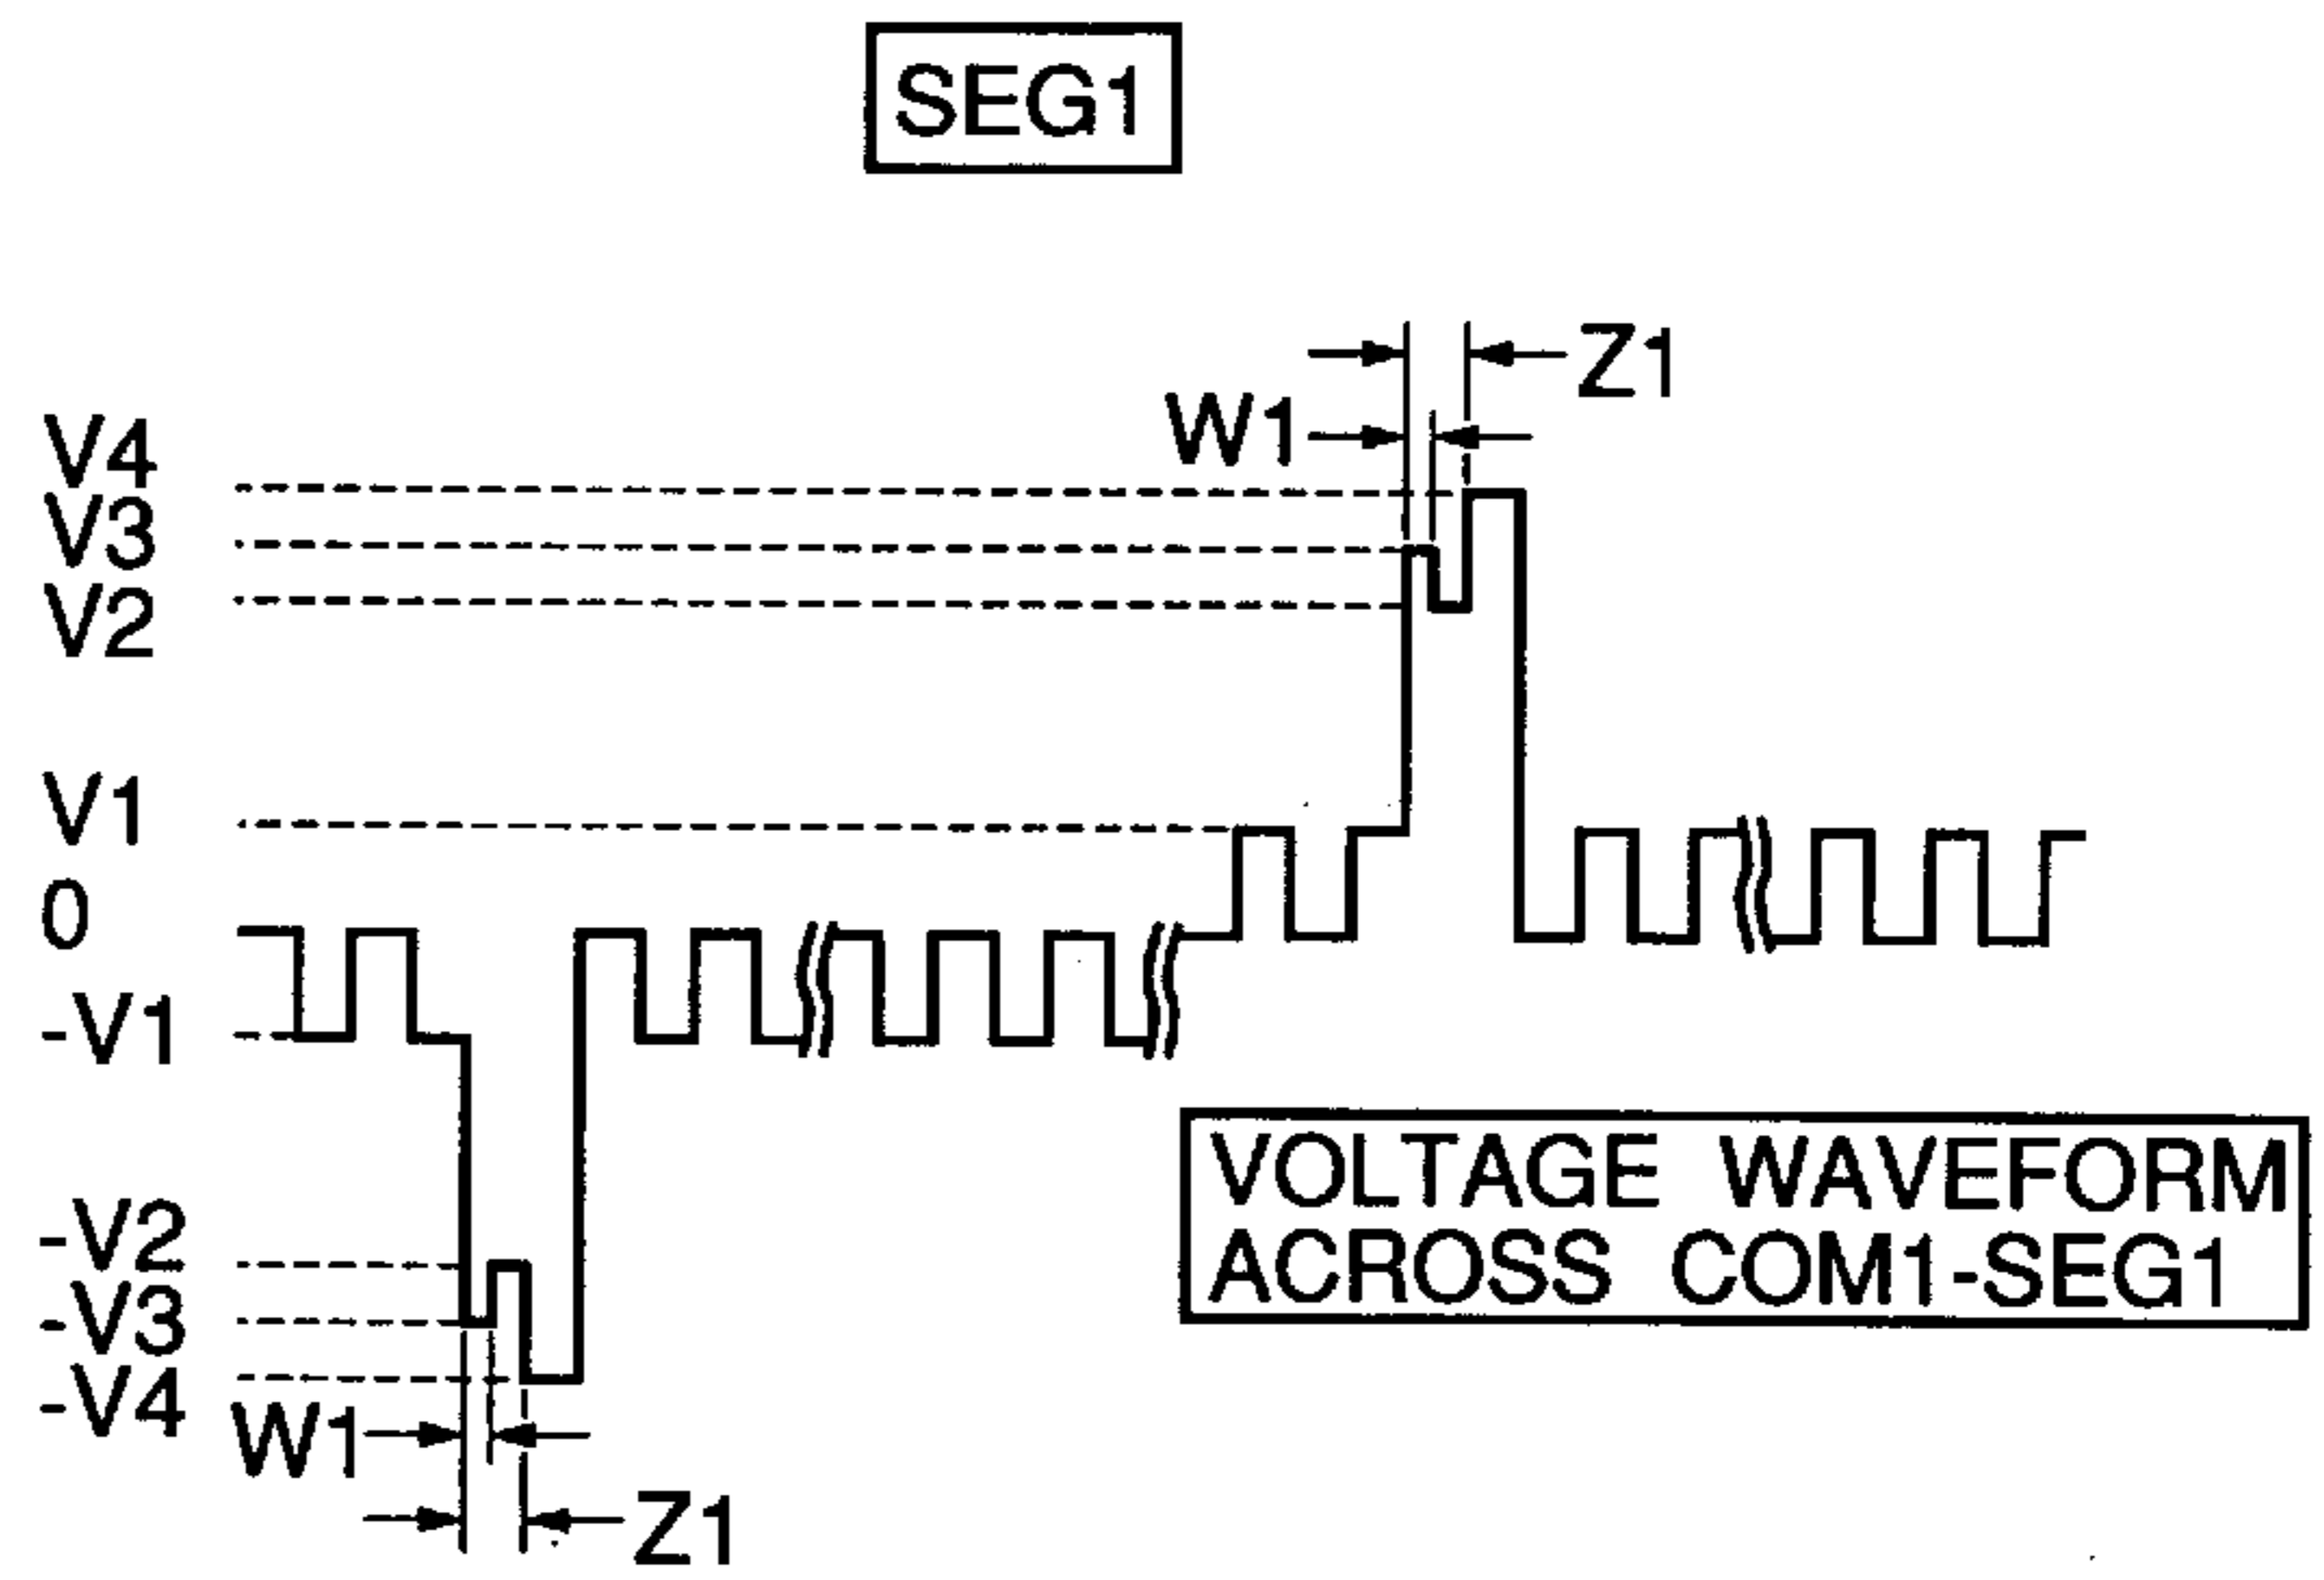 SEG1
Z1
W1
V4
V3
V2
V1
0
-V1
-V2
-V3
-V4
W1
Z1
VOLTAGE WAVEFORM
ACROSS COM1-SEG1